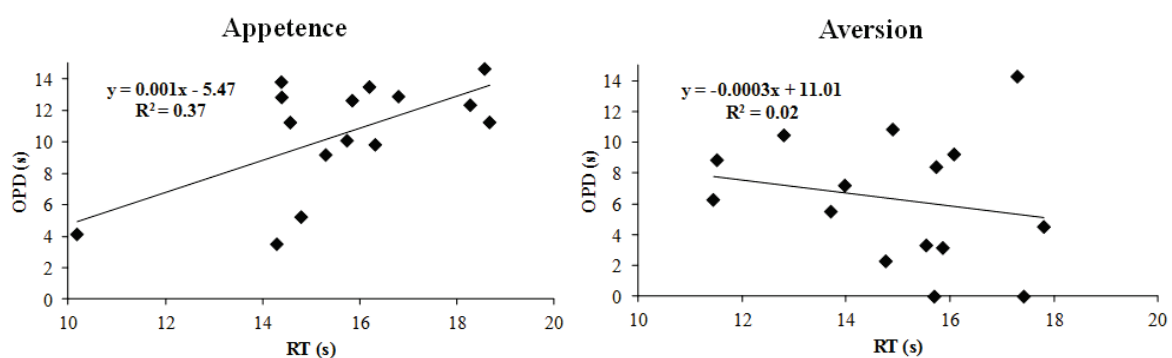 Appetence
y = 0.001x - 5.47
R² = 0.37
OPD (s)
14
12
10
8
6
4
2
0
10 12 14 16 18 20
RT (s)
Aversion
y = -0.0003x + 11.01
R² = 0.02
OPD (s)
14
12
10
8
6
4
2
0
10 12 14 16 18 20
RT (s)